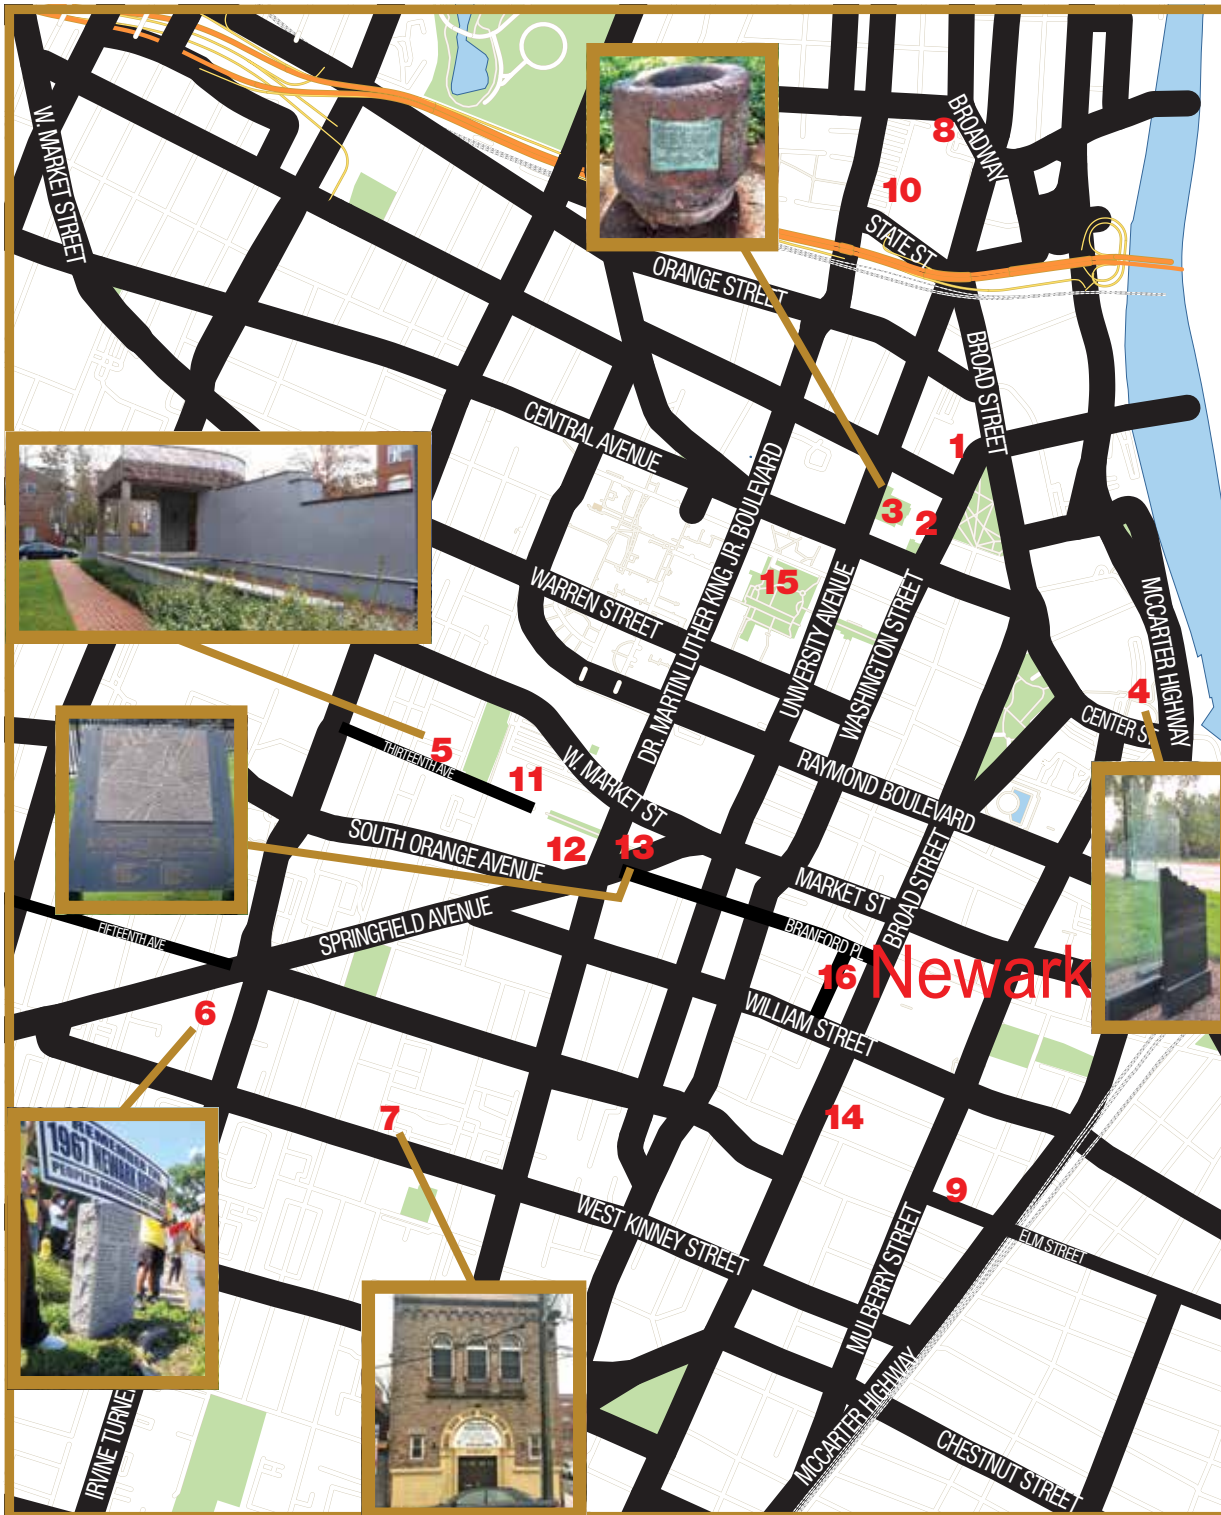 W. MARKET STREET
8
BROADWAY
10
STATE ST
ORANGE STREET
BROAD STREET
1
CENTRAL AVENUE
3
2
DR. MARTIN LUTHER KING JR. BOULEVARD
15
WARREN STREET
UNIVERSITY AVENUE
WASHINGTON STREET
MCCARTER HIGHWAY
4
CENTER ST
5
THIRTEENTH AVE
11
W. MARKET ST
RAYMOND BOULEVARD
SOUTH ORANGE AVENUE
12
13
MARKET ST
BROAD STREET
SPRINGFIELD AVENUE
FIFTEENTH AVE
BRANFORD PL
16
Newark
WILLIAM STREET
6
7
14
REMEMBER THE
1967 NEWARK
PEOPLE'S
9
WEST KINNEY STREET
ELM STREET
MULBERRY STREET
MCCARTER HIGHWAY
IRVINE TURNE
CHESTNUT STREET